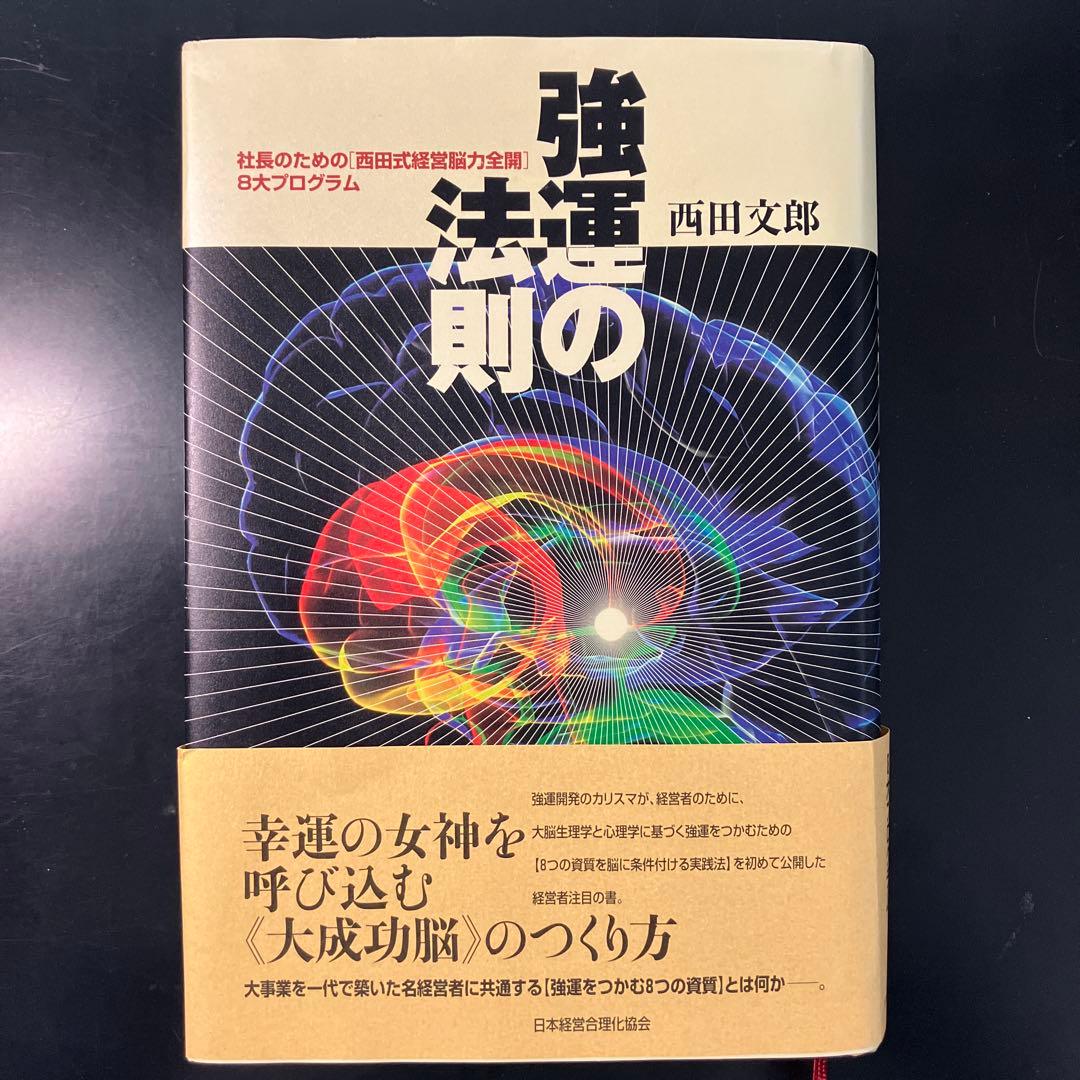 強運の
法則
社長のための[西田式経営脳力全開]
8大プログラム
西田文郎
幸運の女神を
呼び込む
《大成功脳》のつくり方
強運開発のカリスマが、経営者のために、
大脳生理学と心理学に基づく強運をつかむための
【8つの資質を脳に条件付ける実践法】を初めて公開した
経営者注目の書。
大事業を一代で築いた名経営者に共通する【強運をつかむ8つの資質】とは何か――。
日本経営合理化協会